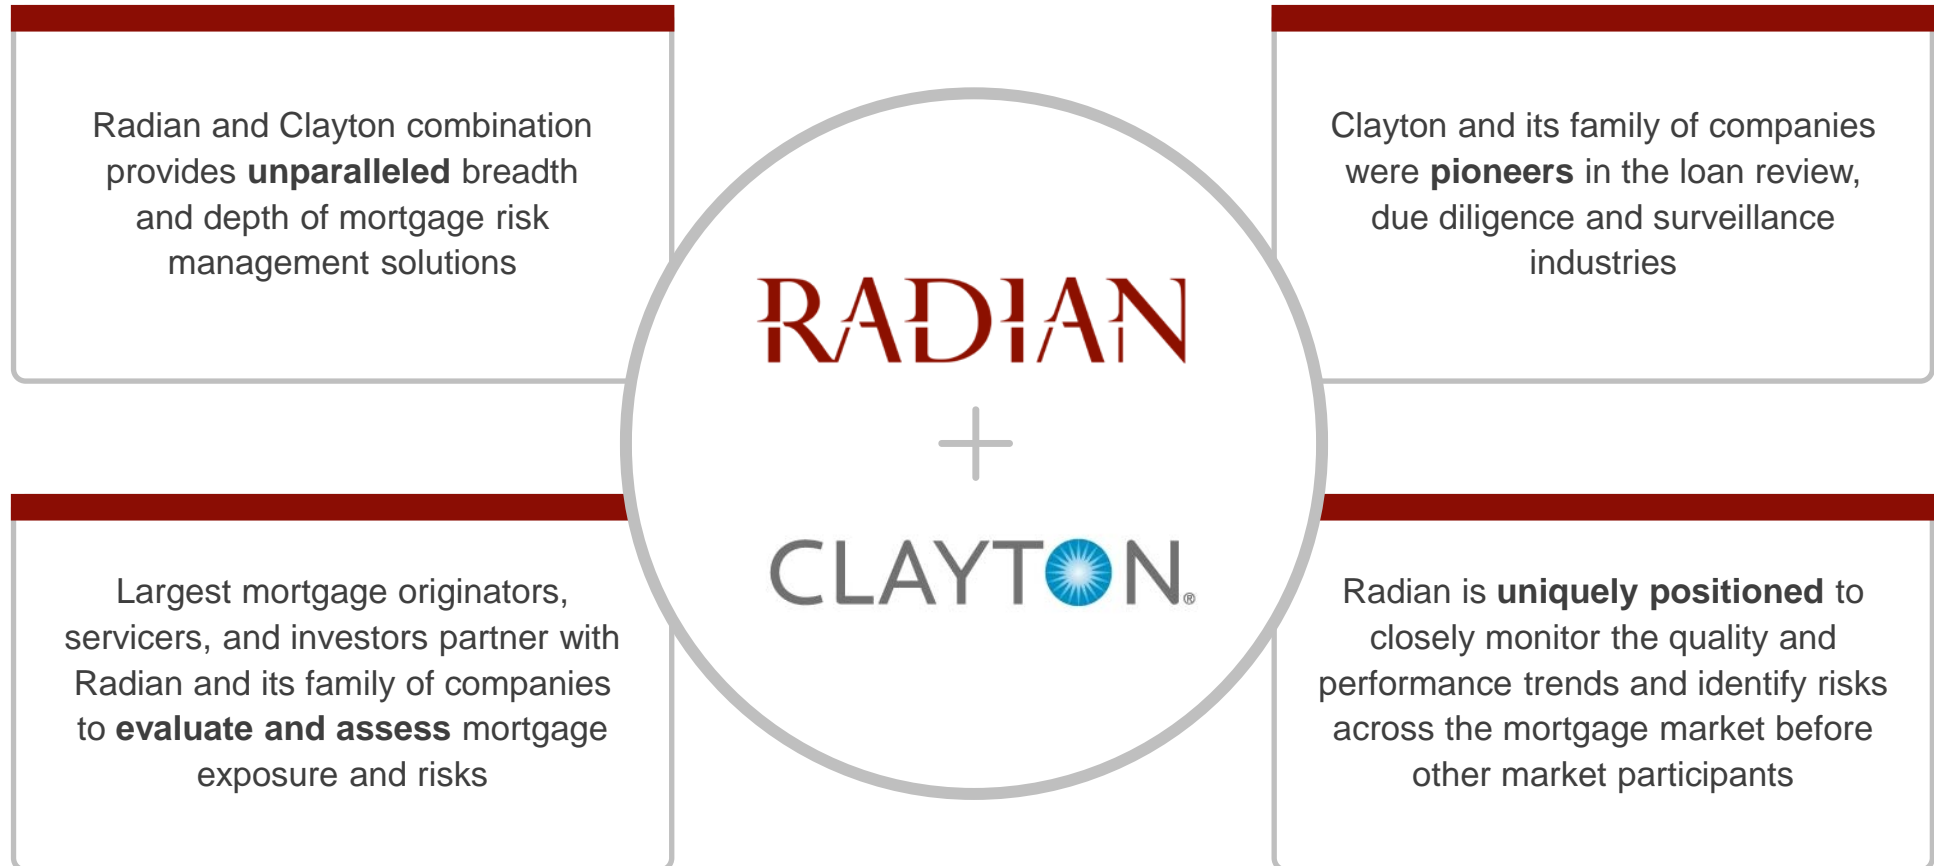 Radian and Clayton combination
provides unparalleled breadth
and depth of mortgage risk
management solutions
Clayton and its family of companies
were pioneers in the loan review,
due diligence and surveillance
industries
RADIAN
+
CLAYTON®
Largest mortgage originators,
servicers, and investors partner with
Radian and its family of companies
to evaluate and assess mortgage
exposure and risks
Radian is uniquely positioned to
closely monitor the quality and
performance trends and identify risks
across the mortgage market before
other market participants